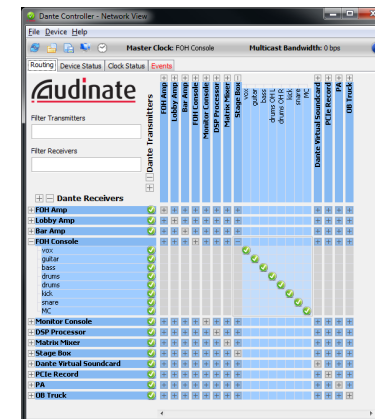 Dante Controller - Network View
File Device Help
Master Clock: FOH Console
Multicast Bandwidth: 0 bps
Routing
Device Status
Clock Status
Events
Audinate
Filter Transmitters
Filter Receivers
Dante Transmitters
FOH Amp
Lobby Amp
Bar Amp
FOH Console
Monitor Console
DSP Processor
Matrix Mixer
Stage Box
vox
guitar
bass
drums OH L
drums OH R
kick
snare
MC
Dante Virtual Soundcard
PCIe Record
PA
OB Truck
Dante Receivers
FOH Amp
Lobby Amp
Bar Amp
FOH Console
vox
guitar
bass
drums
drums
kick
snare
MC
Monitor Console
DSP Processor
Matrix Mixer
Stage Box
Dante Virtual Soundcard
PCIe Record
PA
OB Truck